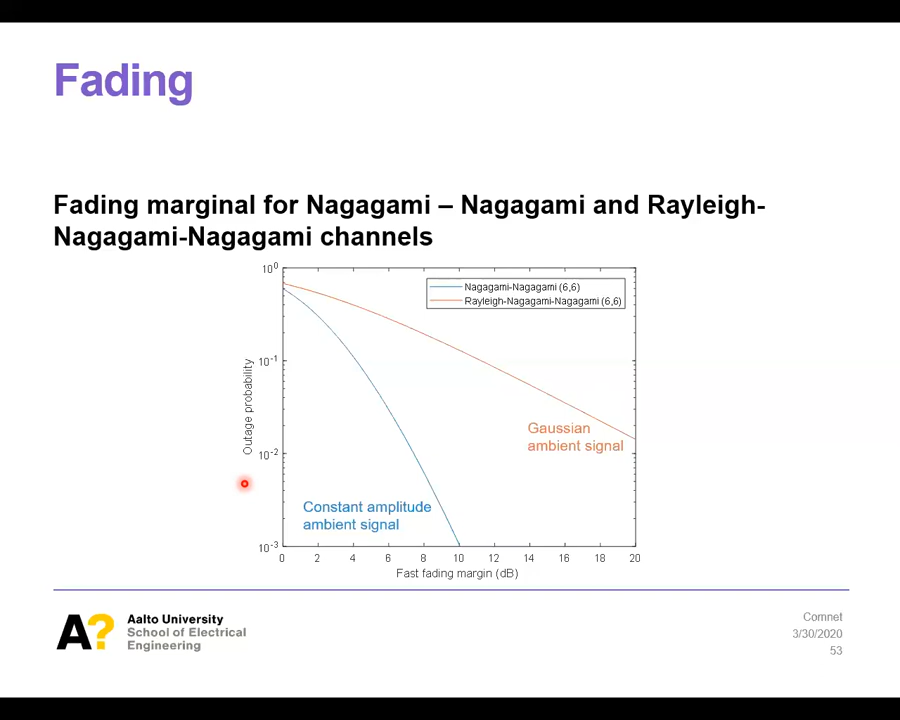 Fading
Fading marginal for Nagagami – Nagagami and Rayleigh-
Nagagami-Nagagami channels
10^0
10^-1
10^-2
10^-3
Outage probability
Nagagami-Nagagami (6,6)
Rayleigh-Nagagami-Nagagami (6,6)
Gaussian
ambient signal
Constant amplitude
ambient signal
0 2 4 6 8 10 12 14 16 18 20
Fast fading margin (dB)
A?
Aalto University
School of Electrical
Engineering
Comnet
3/30/2020
53